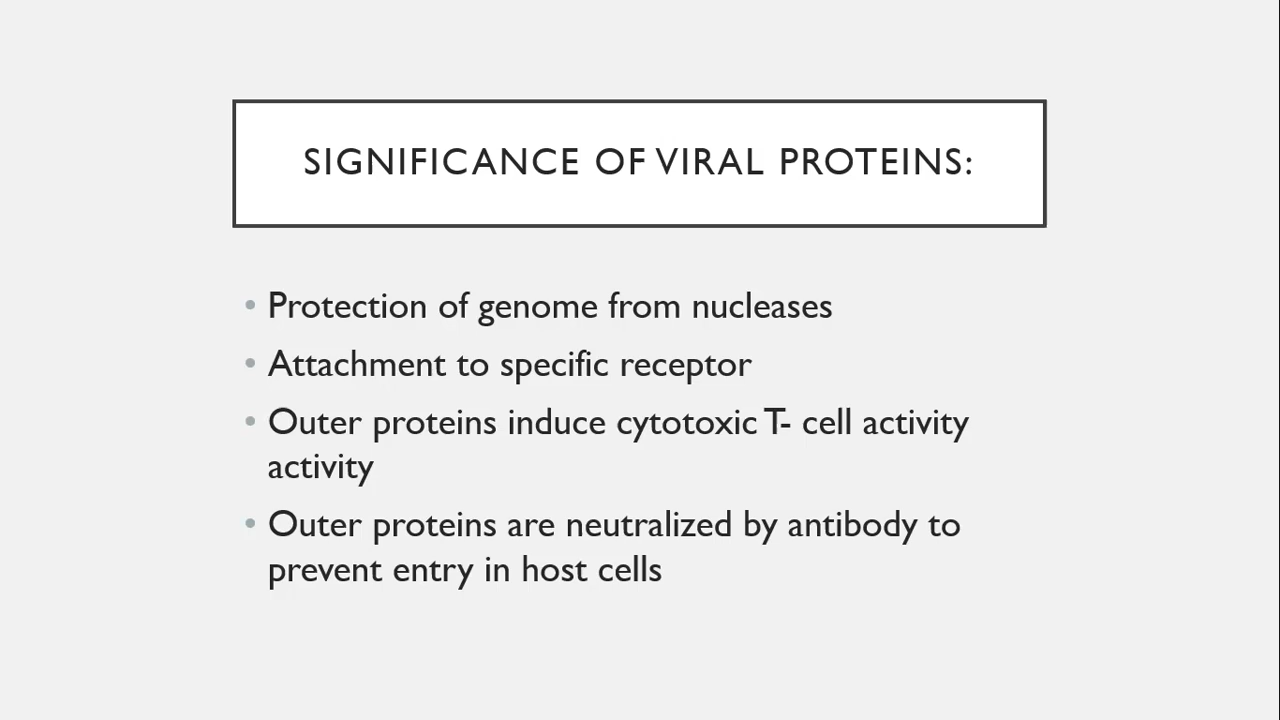 SIGNIFICANCE OF VIRAL PROTEINS:
• Protection of genome from nucleases
• Attachment to specific receptor
• Outer proteins induce cytotoxic T- cell activity
activity
• Outer proteins are neutralized by antibody to
prevent entry in host cells